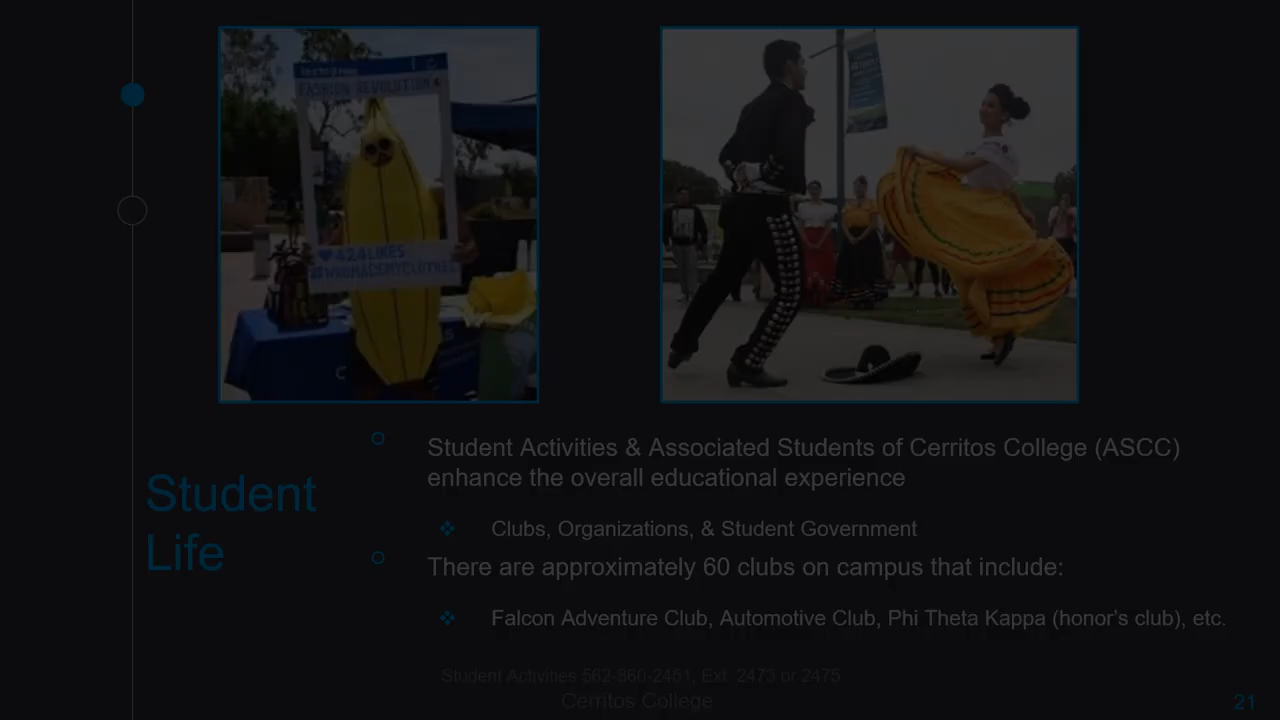 FASHION REVOLUTION
424 LIKES
#WHOMADEMYCLOTHES
Student Activities & Associated Students of Cerritos College (ASCC)
enhance the overall educational experience
Student
Life
Clubs, Organizations, & Student Government
There are approximately 60 clubs on campus that include:
Falcon Adventure Club, Automotive Club, Phi Theta Kappa (honor’s club), etc.
Student Activities 562-860-2451, Ext. 2473 or 2475
Cerritos College
21